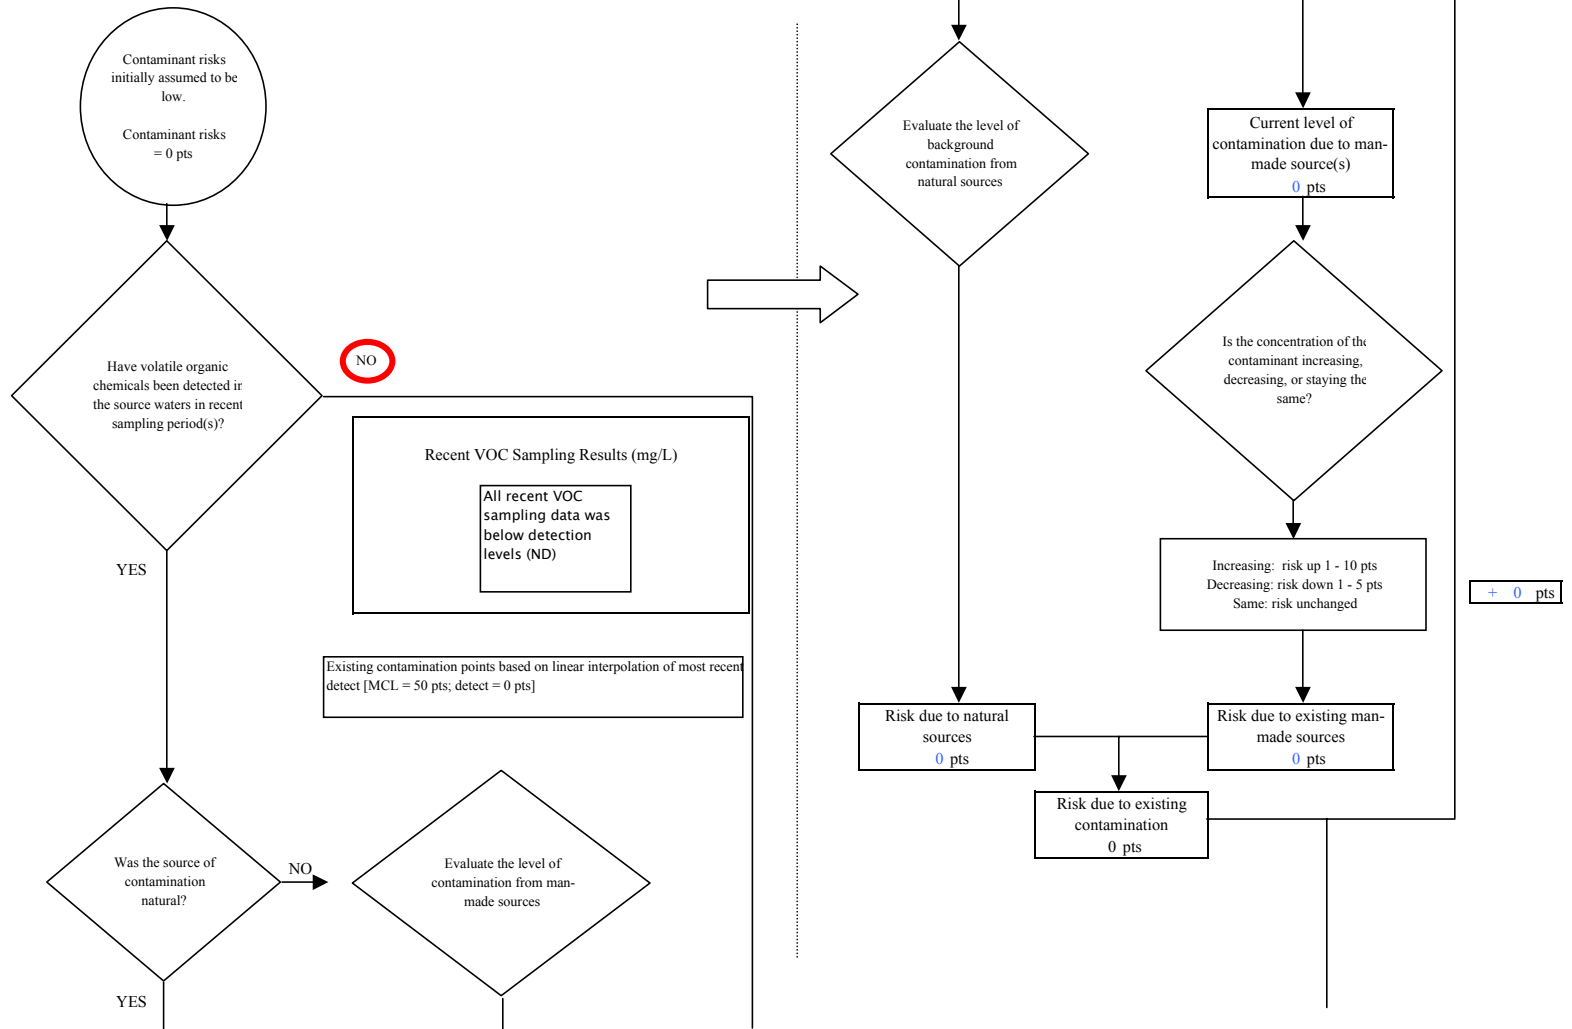 Contaminant risks
initially assumed to be
low.
Contaminant risks
= 0 pts
Have volatile organic
chemicals been detected in
the source waters in recent
sampling period(s)?
NO
Recent VOC Sampling Results (mg/L)
All recent VOC
sampling data was
below detection
levels (ND)
YES
Existing contamination points based on linear interpolation of most recent
detect [MCL = 50 pts; detect = 0 pts]
Was the source of
contamination
natural?
NO
Evaluate the level of
contamination from man-
made sources
YES
Evaluate the level of
background
contamination from
natural sources
Current level of
contamination due to man-
made source(s)
0 pts
Is the concentration of the
contaminant increasing,
decreasing, or staying the
same?
Increasing: risk up 1 - 10 pts
Decreasing: risk down 1 - 5 pts
Same: risk unchanged
+ 0 pts
Risk due to natural
sources
0 pts
Risk due to existing man-
made sources
0 pts
Risk due to existing
contamination
0 pts